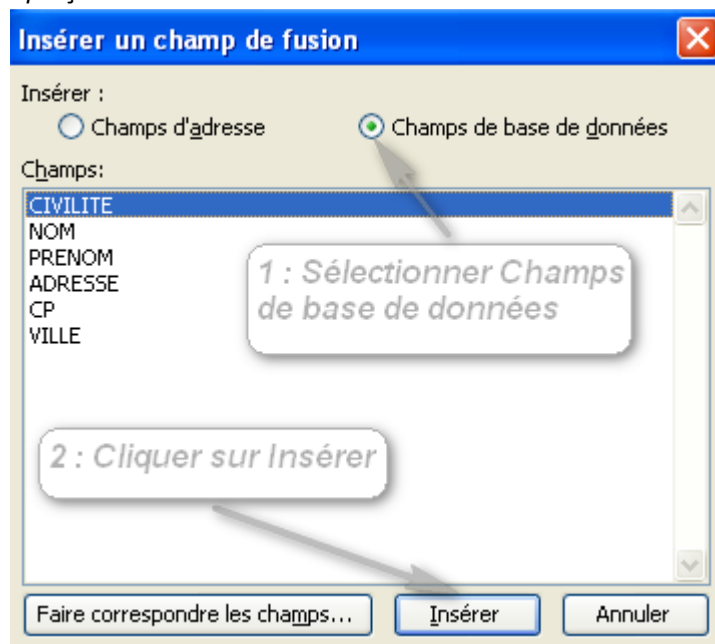 Insérer un champ de fusion
Insérer :
Champs d'adresse
Champs de base de données
Champs:
CIVILITE
NOM
PRENOM
ADRESSE
CP
VILLE
1 : Sélectionner Champs
de base de données
2 : Cliquer sur Insérer
Faire correspondre les champs...
Insérer
Annuler